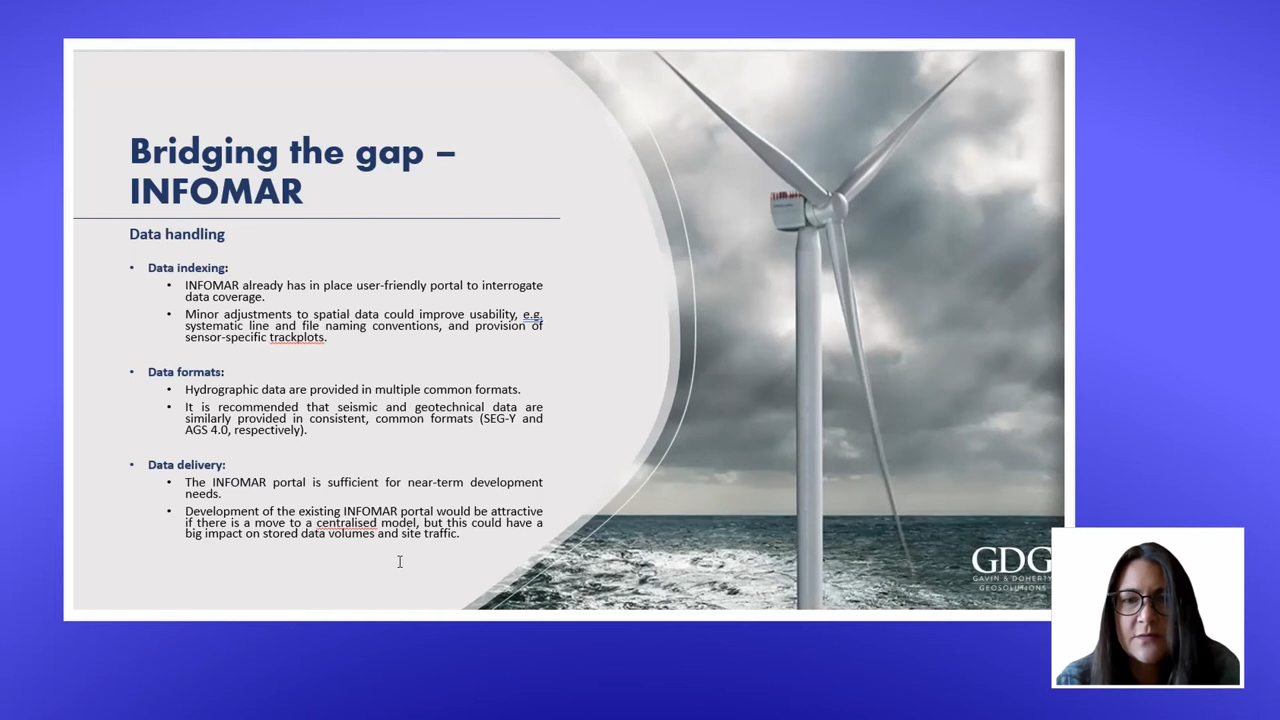 Bridging the gap –
INFOMAR
Data handling
• Data indexing:
• INFOMAR already has in place user-friendly portal to interrogate
data coverage.
• Minor adjustments to spatial data could improve usability, e.g.
systematic line and file naming conventions, and provision of
sensor-specific trackplots.
• Data formats:
• Hydrographic data are provided in multiple common formats.
• It is recommended that seismic and geotechnical data are
similarly provided in consistent, common formats (SEG-Y and
AGS 4.0, respectively).
• Data delivery:
• The INFOMAR portal is sufficient for near-term development
needs.
• Development of the existing INFOMAR portal would be attractive
if there is a move to a centralised model, but this could have a
big impact on stored data volumes and site traffic.
GDG
GAVIN & DOHERTY
GEOSOLUTIONS